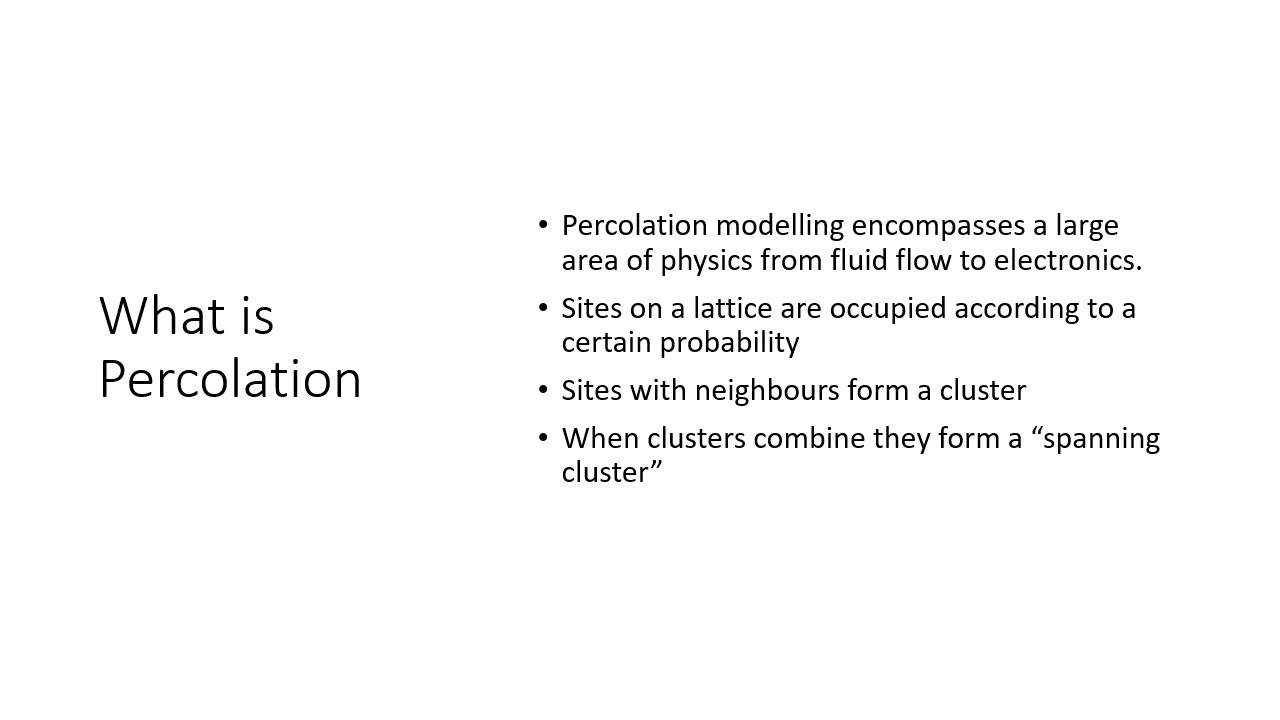 What is
Percolation
• Percolation modelling encompasses a large
area of physics from fluid flow to electronics.
• Sites on a lattice are occupied according to a
certain probability
• Sites with neighbours form a cluster
• When clusters combine they form a “spanning
cluster”